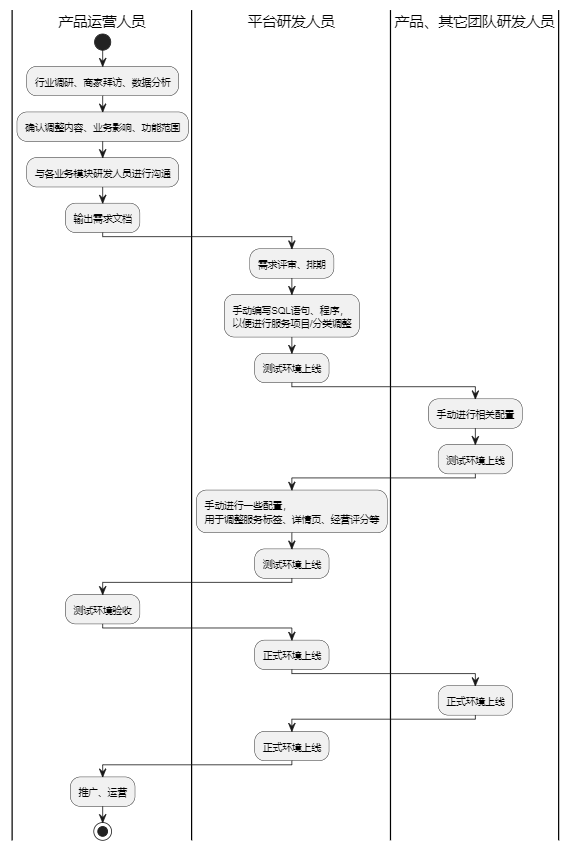 产品运营人员
平台研发人员
产品、其它团队研发人员
行业调研、商家拜访、数据分析
确认调整内容、业务影响、功能范围
与各业务模块研发人员进行沟通
输出需求文档
需求评审、排期
手动编写SQL语句、程序，
以便进行服务项目/分类调整
测试环境上线
手动进行相关配置
测试环境上线
手动进行一些配置，
用于调整服务标签、详情页、经营评分等
测试环境上线
测试环境验收
正式环境上线
正式环境上线
正式环境上线
推广、运营